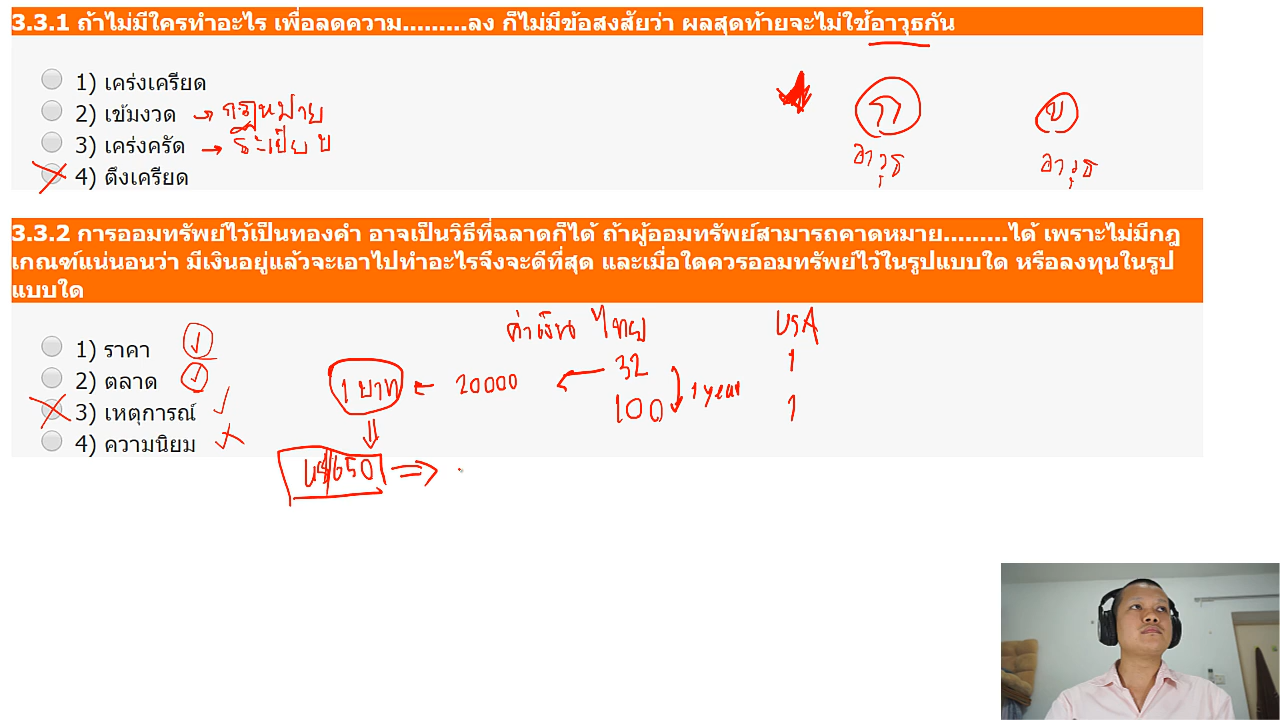 3.3.1 ถ้าไม่มีใครทำอะไร เพื่อลดความ.........ลง ก็ไม่มีข้อสงสัยว่า ผลสุดท้ายจะไม่ใช้อาวุธกัน
1) เคร่งเครียด
2) เข้มงวด → กฎหมาย
3) เคร่งครัด → ระเบียบ
4) ตึงเครียด
ก ข
อาวุธ อาวุธ
3.3.2 การออมทรัพย์ไว้เป็นทองคำ อาจเป็นวิธีที่ฉลาดก็ได้ ถ้าผู้ออมทรัพย์สามารถคาดหมาย.........ได้ เพราะไม่มีกฎ
เกณฑ์แน่นอนว่า มีเงินอยู่แล้วจะเอาไปทำอะไรจึงจะดีที่สุด และเมื่อใดควรออมทรัพย์ไว้ในรูปแบบใด หรือลงทุนในรูป
แบบใด
1) ราคา
2) ตลาด
3) เหตุการณ์
4) ความนิยม
ค่าเงิน ไทย USA
32 1
1 บาท ← 20000
100 1
1 year
650 ⇒